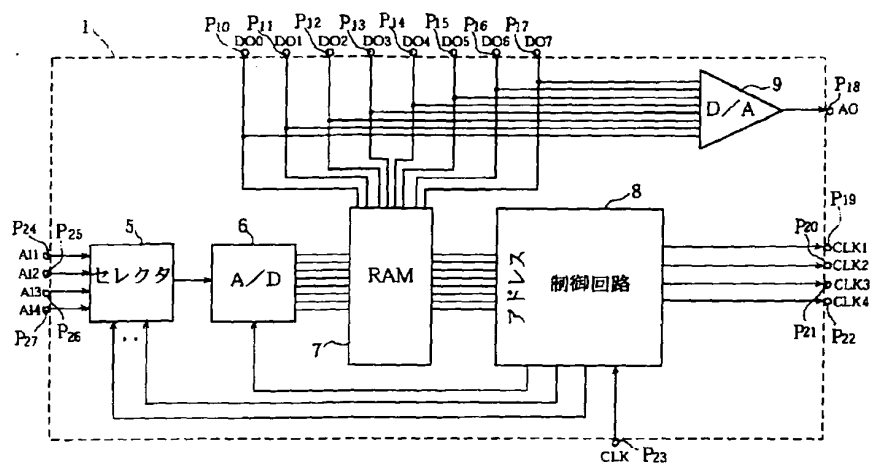 1
P10 P11 P12 P13 P14 P15 P16 P17
DO0 DO1 DO2 DO3 DO4 DO5 DO6 DO7
9
D/A
P18
AO
8
P19
P24 P25
5
6
P20
AI1
AI2
AI3
AI4
セレクタ
A/D
RAM
アドレス
制御回路
CLK1
CLK2
CLK3
CLK4
P27 P26
7
P21 P22
CLK P23